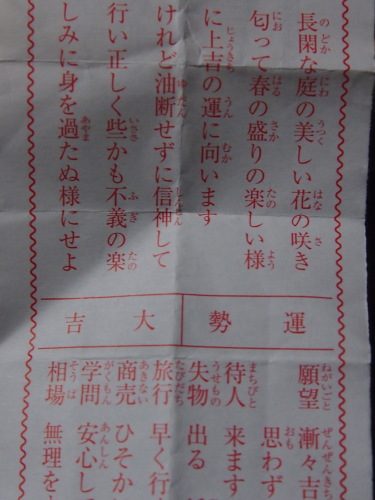 長閑な庭の美しい花の咲き
匂って春の盛りの楽しい様
に上吉の運に向います
けれど油断せずに信神して
行い正しく些かも不義の楽
しみに身を過たぬ様にせよ
運勢
大吉
願望 漸々吉
思わず
待人 来ます
失物 出る
旅行 早く行
商売 ひそか
学問 安心し
相場 無理を